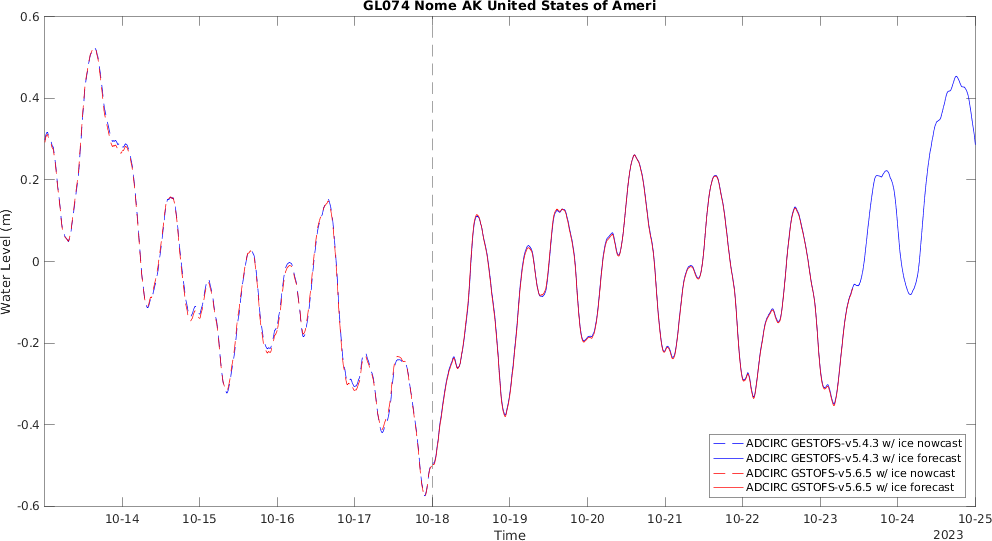 GL074 Nome AK United States of Ameri
0.6
0.4
0.2
0
-0.2
-0.4
-0.6
Water Level (m)
ADCIRC GESTOFS-v5.4.3 w/ ice nowcast
ADCIRC GESTOFS-v5.4.3 w/ ice forecast
ADCIRC GSTOFS-v5.6.5 w/ ice nowcast
ADCIRC GSTOFS-v5.6.5 w/ ice forecast
10-14 10-15 10-16 10-17 10-18 10-19 10-20 10-21 10-22 10-23 10-24 10-25
Time
2023